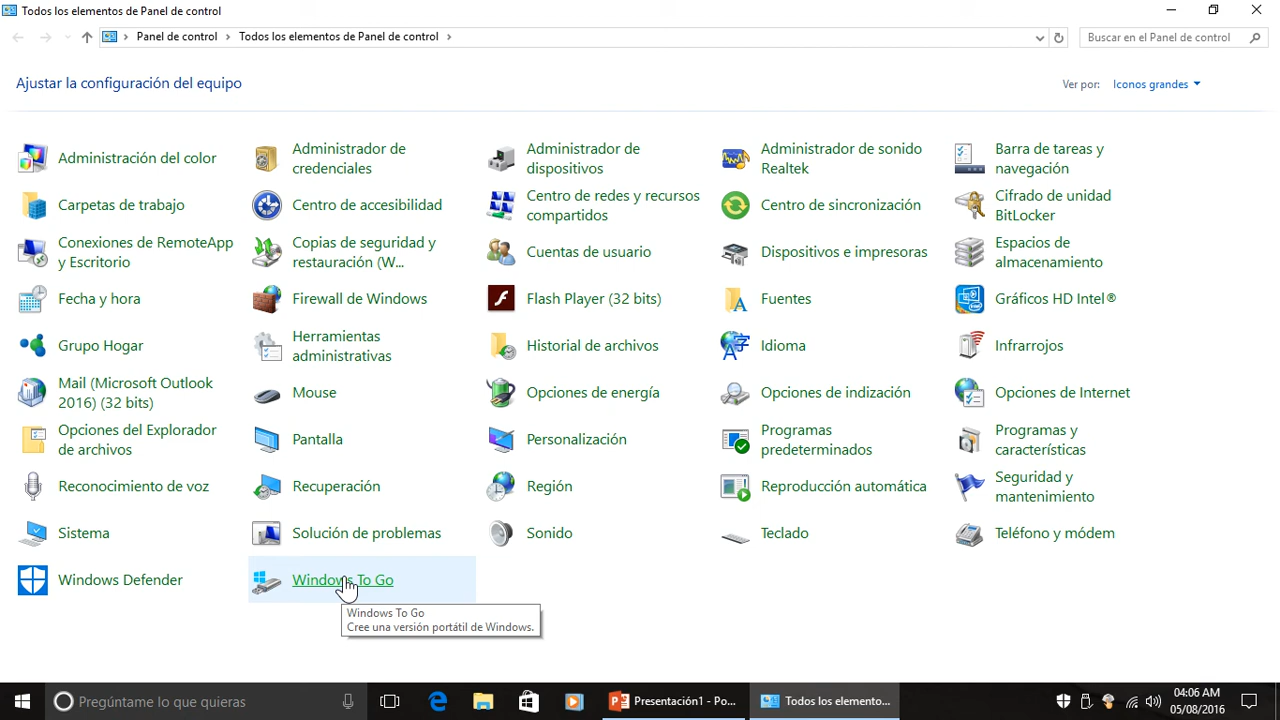 Todos los elementos de Panel de control
Panel de control > Todos los elementos de Panel de control >
Buscar en el Panel de control
Ajustar la configuración del equipo
Ver por: Iconos grandes
Administración del color
Administrador de
credenciales
Administrador de
dispositivos
Administrador de sonido
Realtek
Barra de tareas y
navegación
Carpetas de trabajo
Centro de accesibilidad
Centro de redes y recursos
compartidos
Centro de sincronización
Cifrado de unidad
BitLocker
Conexiones de RemoteApp
y Escritorio
Copias de seguridad y
restauración (W...
Cuentas de usuario
Dispositivos e impresoras
Espacios de
almacenamiento
Fecha y hora
Firewall de Windows
Flash Player (32 bits)
Fuentes
Gráficos HD Intel®
Grupo Hogar
Herramientas
administrativas
Historial de archivos
Idioma
Infrarrojos
Mail (Microsoft Outlook
2016) (32 bits)
Mouse
Opciones de energía
Opciones de indización
Opciones de Internet
Opciones del Explorador
de archivos
Pantalla
Personalización
Programas
predeterminados
Programas y
características
Reconocimiento de voz
Recuperación
Región
Reproducción automática
Seguridad y
mantenimiento
Sistema
Solución de problemas
Sonido
Teclado
Teléfono y módem
Windows Defender
Windows To Go
Windows To Go
Cree una versión portátil de Windows.
Pregúntame lo que quieras
Presentación1 - Po...
Todos los elemento...
04:06 AM
05/08/2016